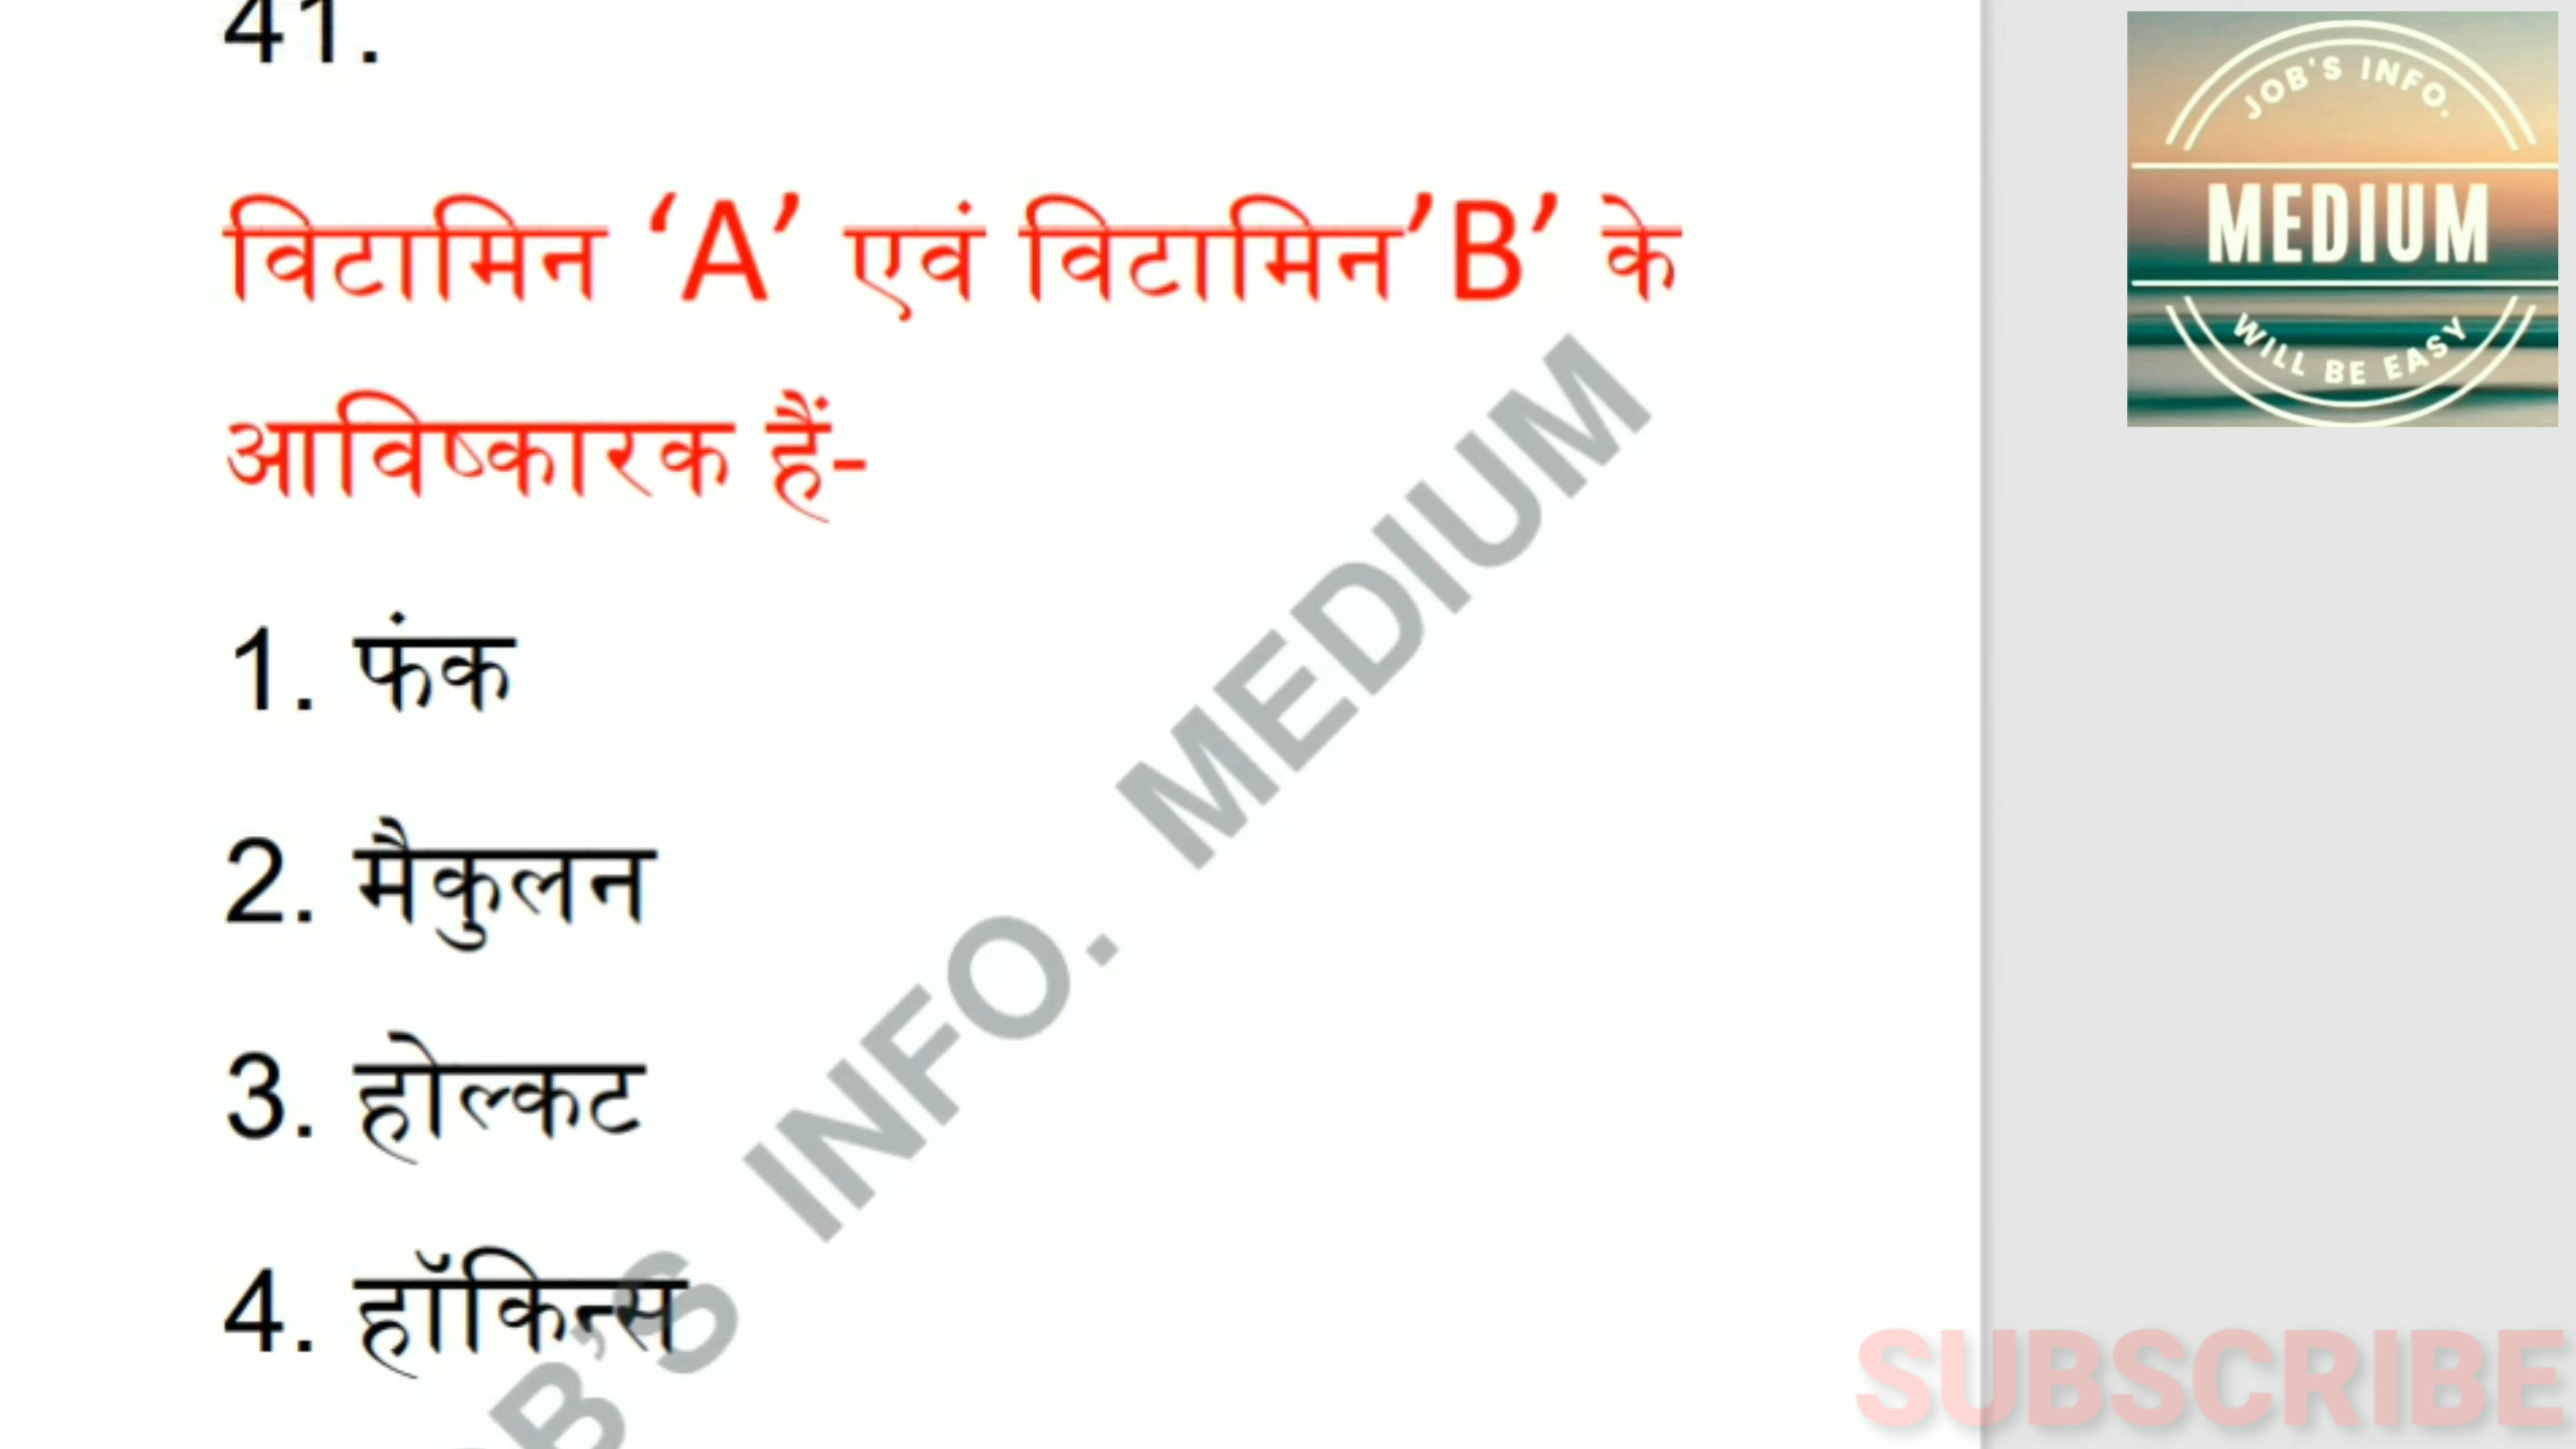 41.
विटामिन ‘A’ एवं विटामिन’B’ के
आविष्कारक हैं-
1. फंक
2. मैकुलन
3. होल्कट
4. हॉकिन्स
B’S INFO. MEDIUM
JOB'S INFO.
MEDIUM
WILL BE EASY
SUBSCRIBE